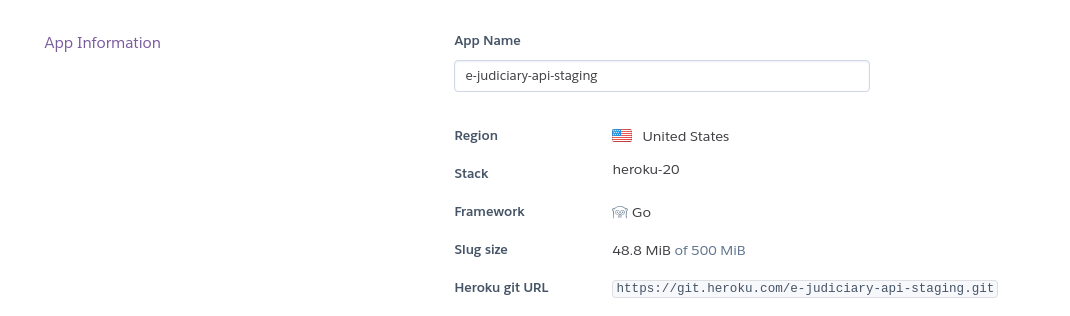 App Information
App Name
e-judiciary-api-staging
Region United States
Stack heroku-20
Framework Go
Slug size 48.8 MiB of 500 MiB
Heroku git URL https://git.heroku.com/e-judiciary-api-staging.git